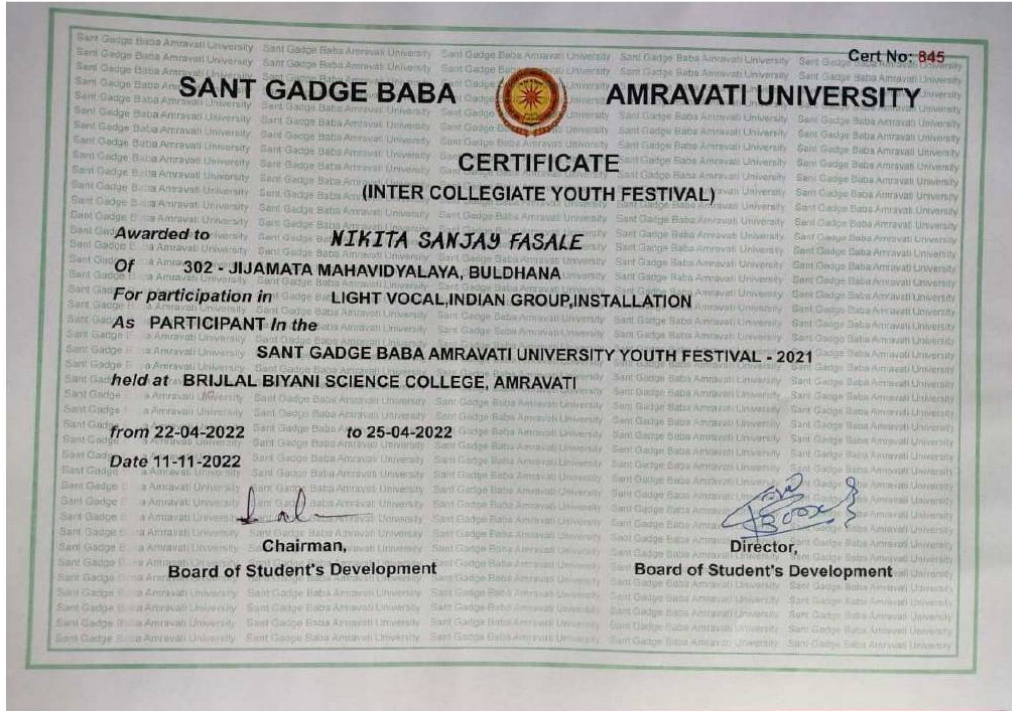 Cert No: 845
SANT GADGE BABA AMRAVATI UNIVERSITY
CERTIFICATE
(INTER COLLEGIATE YOUTH FESTIVAL)
Awarded to NIKITA SANJAY FASALE
Of 302 - JIJAMATA MAHAVIDYALAYA, BULDHANA
For participation in LIGHT VOCAL,INDIAN GROUP,INSTALLATION
As PARTICIPANT In the
SANT GADGE BABA AMRAVATI UNIVERSITY YOUTH FESTIVAL - 2021
held at BRIJLAL BIYANI SCIENCE COLLEGE, AMRAVATI
from 22-04-2022 to 25-04-2022
Date 11-11-2022
Chairman, Director,
Board of Student's Development Board of Student's Development